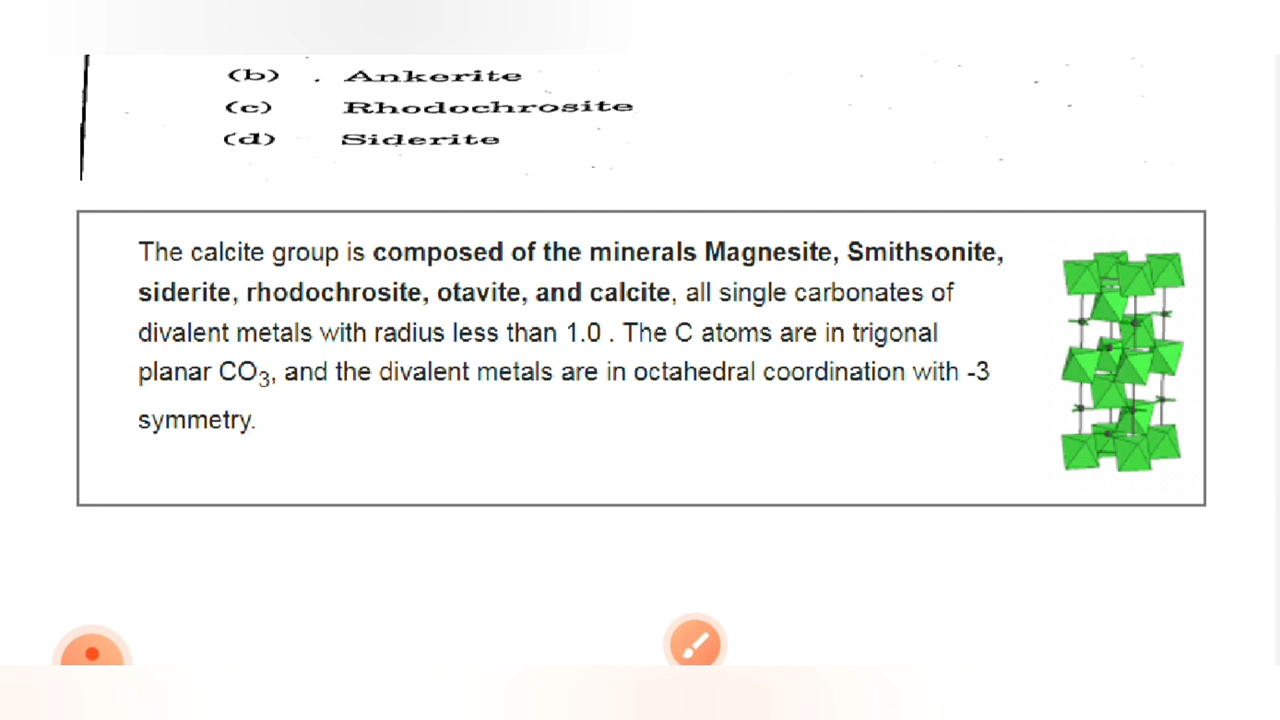 (b) . Ankerite
(c) Rhodochrosite
(d) Siderite
The calcite group is composed of the minerals Magnesite, Smithsonite,
siderite, rhodochrosite, otavite, and calcite, all single carbonates of
divalent metals with radius less than 1.0 . The C atoms are in trigonal
planar CO₃, and the divalent metals are in octahedral coordination with -3
symmetry.